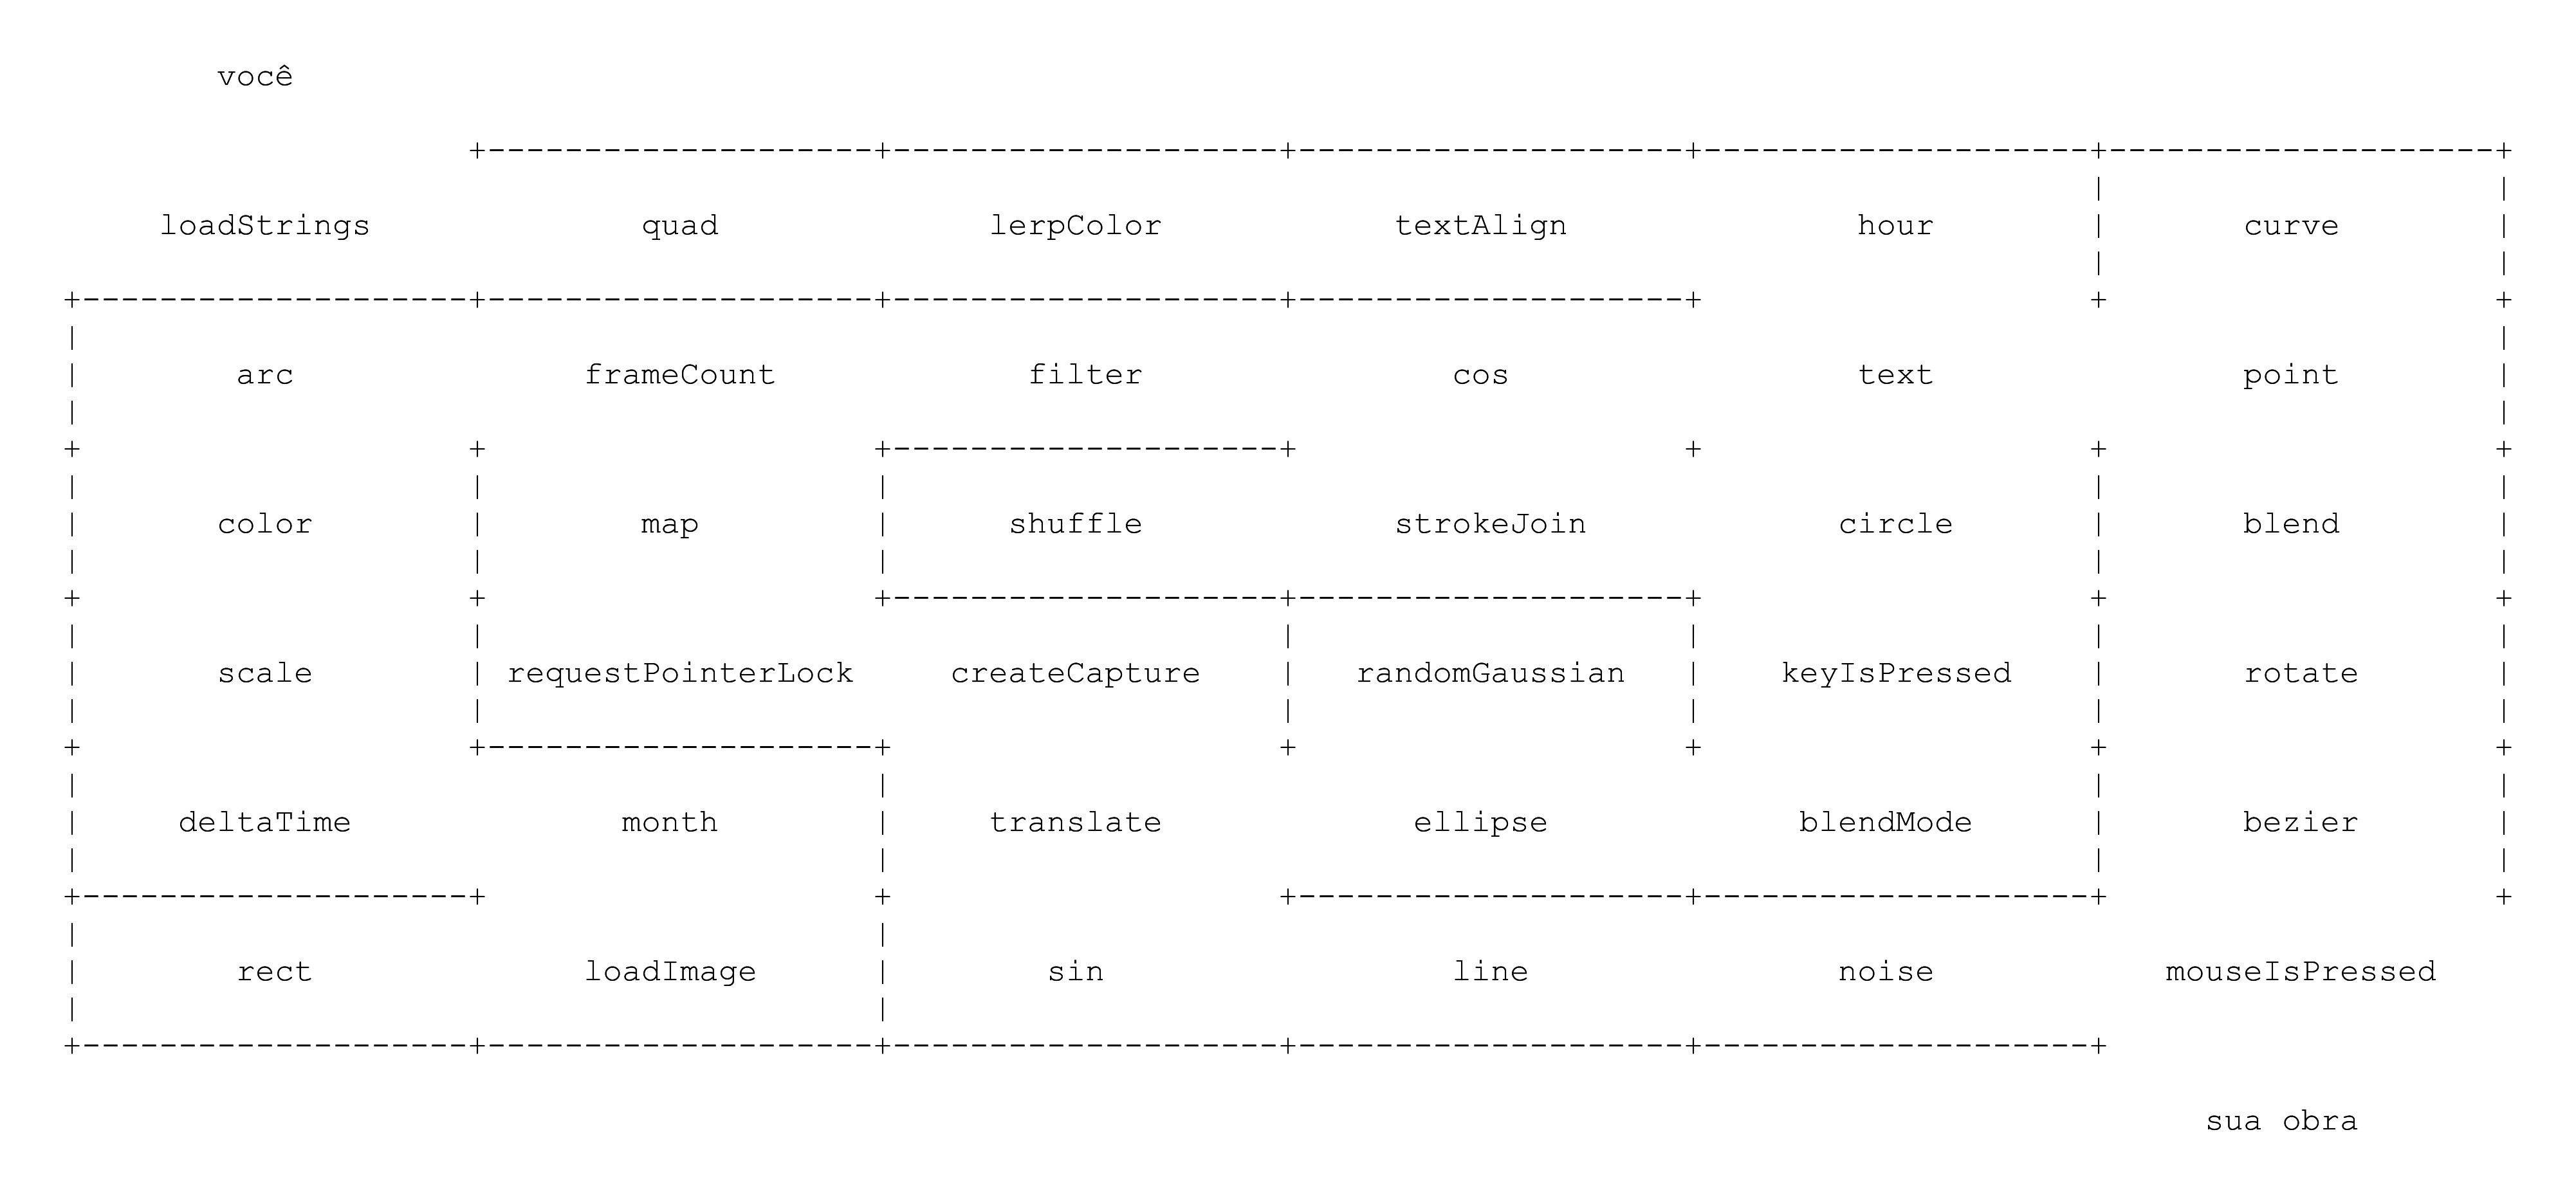 você
loadStrings quad lerpColor textAlign hour curve
arc frameCount filter cos text point
color map shuffle strokeJoin circle blend
scale requestPointerLock createCapture randomGaussian keyIsPressed rotate
deltaTime month translate ellipse blendMode bezier
rect loadImage sin line noise mouseIsPressed
sua obra